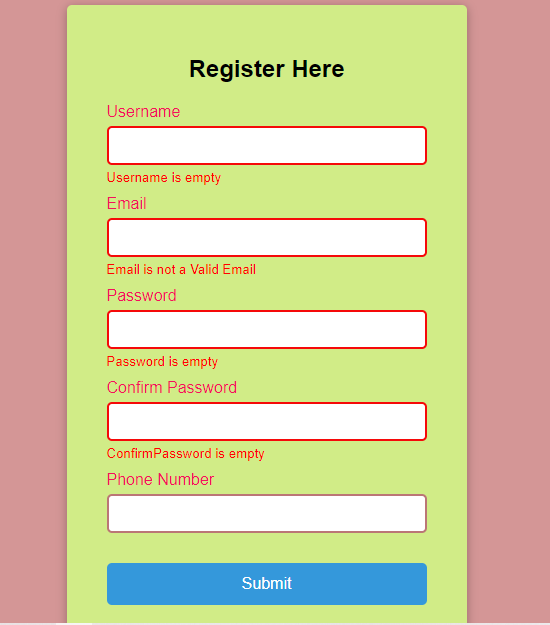 Register Here
Username
Username is empty
Email
Email is not a Valid Email
Password
Password is empty
Confirm Password
ConfirmPassword is empty
Phone Number
Submit